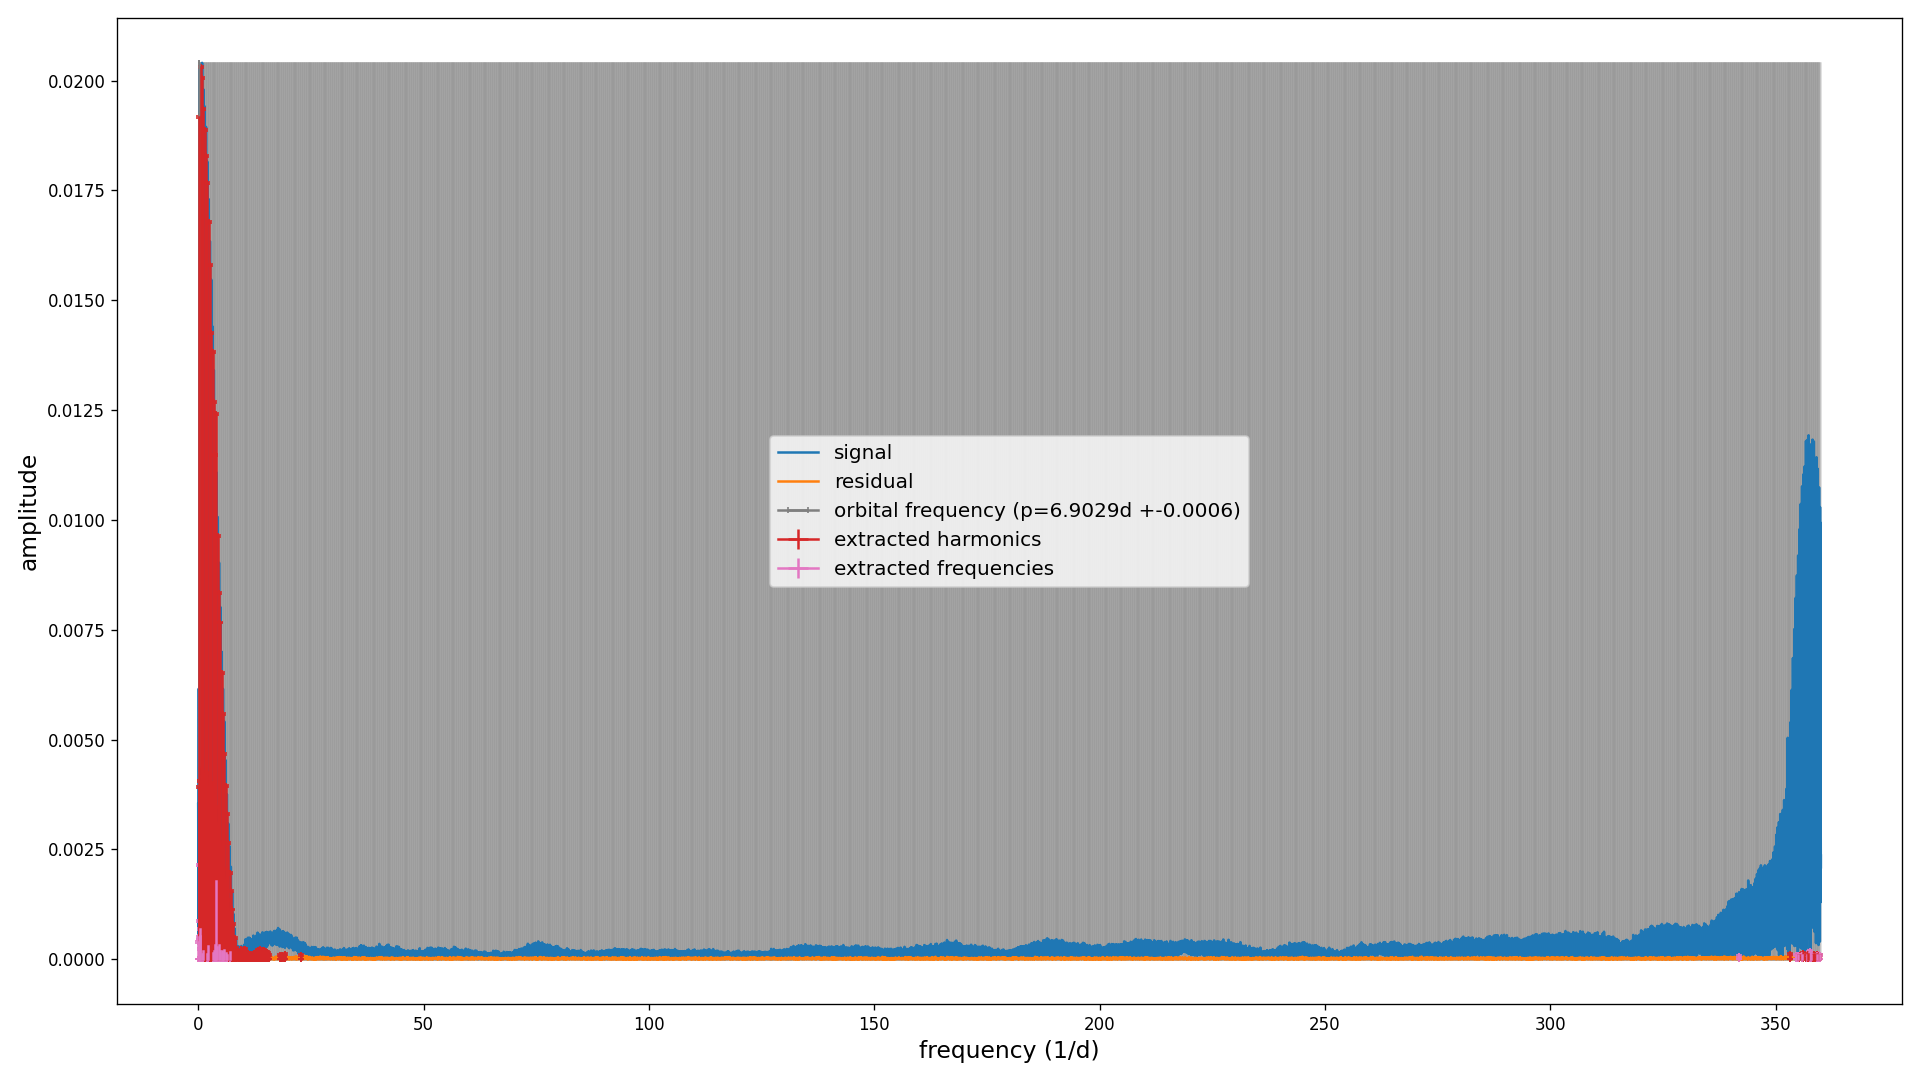 0.0200
0.0175
0.0150
0.0125
0.0100
0.0075
0.0050
0.0025
0.0000
amplitude
signal
residual
orbital frequency (p=6.9029d +-0.0006)
extracted harmonics
extracted frequencies
0 50 100 150 200 250 300 350
frequency (1/d)